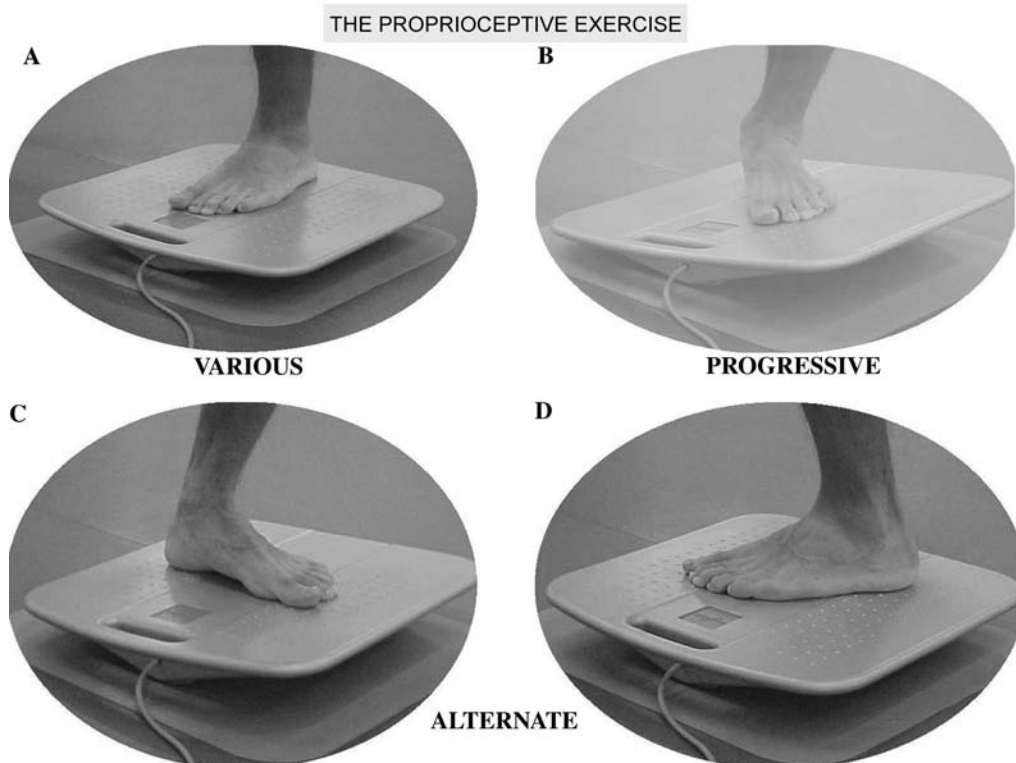 THE PROPRIOCEPTIVE EXERCISE
A
B
VARIOUS
PROGRESSIVE
C
D
ALTERNATE